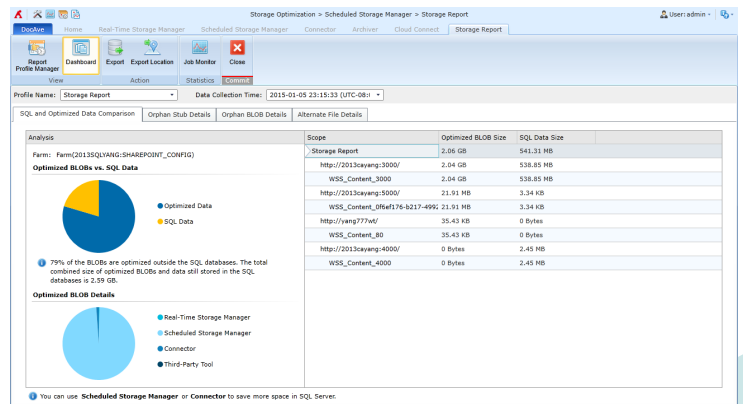 Storage Optimization > Scheduled Storage Manager > Storage Report
User: admin
DocAve Home Real-Time Storage Manager Scheduled Storage Manager Connector Archiver Cloud Connect Storage Report
Report Profile Manager
Dashboard
Export
Export Location
Job Monitor
Close
View Action Statistics Commit
Profile Name: Storage Report Data Collection Time: 2015-01-05 23:15:33 (UTC-08:
SQL and Optimized Data Comparison Orphan Stub Details Orphan BLOB Details Alternate File Details
Analysis
Farm: Farm(2013SQLYANG:SHAREPOINT_CONFIG)
Optimized BLOBs vs. SQL Data
Optimized Data
SQL Data
79% of the BLOBs are optimized outside the SQL databases. The total
combined size of optimized BLOBs and data still stored in the SQL
databases is 2.59 GB.
Optimized BLOB Details
Real-Time Storage Manager
Scheduled Storage Manager
Connector
Third-Party Tool
Scope Optimized BLOB Size SQL Data Size
Storage Report 2.06 GB 541.31 MB
http://2013cayang:3000/ 2.04 GB 538.85 MB
WSS_Content_3000 2.04 GB 538.85 MB
http://2013cayang:5000/ 21.91 MB 3.34 KB
WSS_Content_0f6ef176-b217-4992 21.91 MB 3.34 KB
http://yang777wt/ 35.43 KB 0 Bytes
WSS_Content_80 35.43 KB 0 Bytes
http://2013cayang:4000/ 0 Bytes 2.45 MB
WSS_Content_4000 0 Bytes 2.45 MB
You can use Scheduled Storage Manager or Connector to save more space in SQL Server.